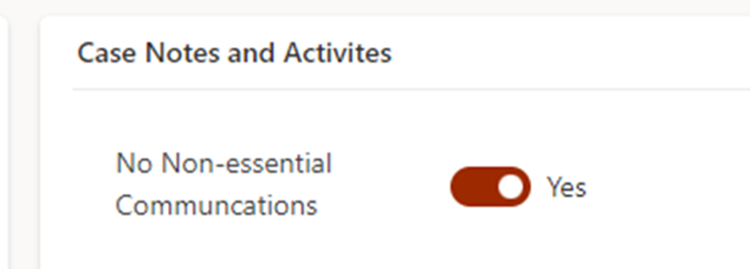 Case Notes and Activites
No Non-essential
Communcations
Yes